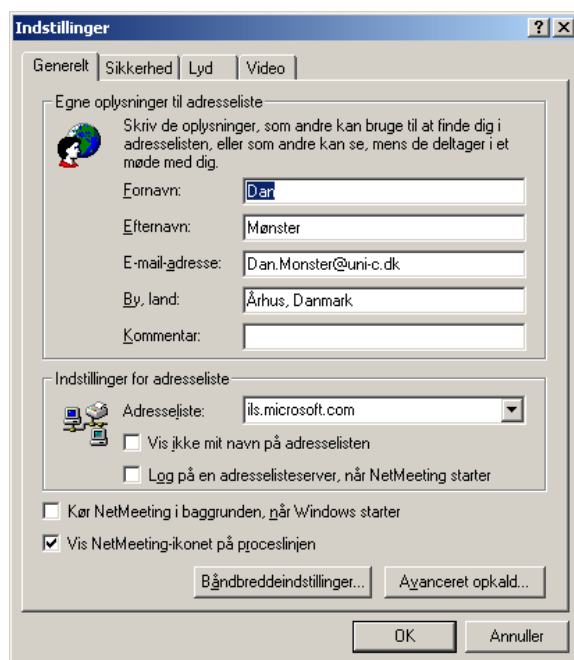 Indstillinger
Generelt Sikkerhed Lyd Video
Egne oplysninger til adresseliste
Skriv de oplysninger, som andre kan bruge til at finde dig i
adresselisten, eller som andre kan se, mens de deltager i et
møde med dig.
Fornavn: Dan
Efternavn: Mønster
E-mail-adresse: Dan.Monster@uni-c.dk
By, land: Århus, Danmark
Kommentar:
Indstillinger for adresseliste
Adresseliste: ils.microsoft.com
Vis ikke mit navn på adresselisten
Log på en adresselisteserver, når NetMeeting starter
Kør NetMeeting i baggrunden, når Windows starter
Vis NetMeeting-ikonet på proceslinjen
Båndbreddeindstillinger... Avanceret opkald...
OK Annuller